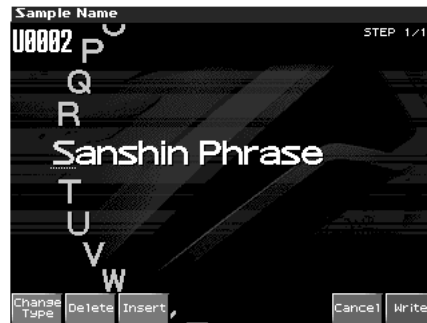 Sample Name
U0002
STEP 1/1
O
P
Q
R
Sanshin Phrase
T
U
V
W
Change Type
Delete
Insert
Cancel
Write